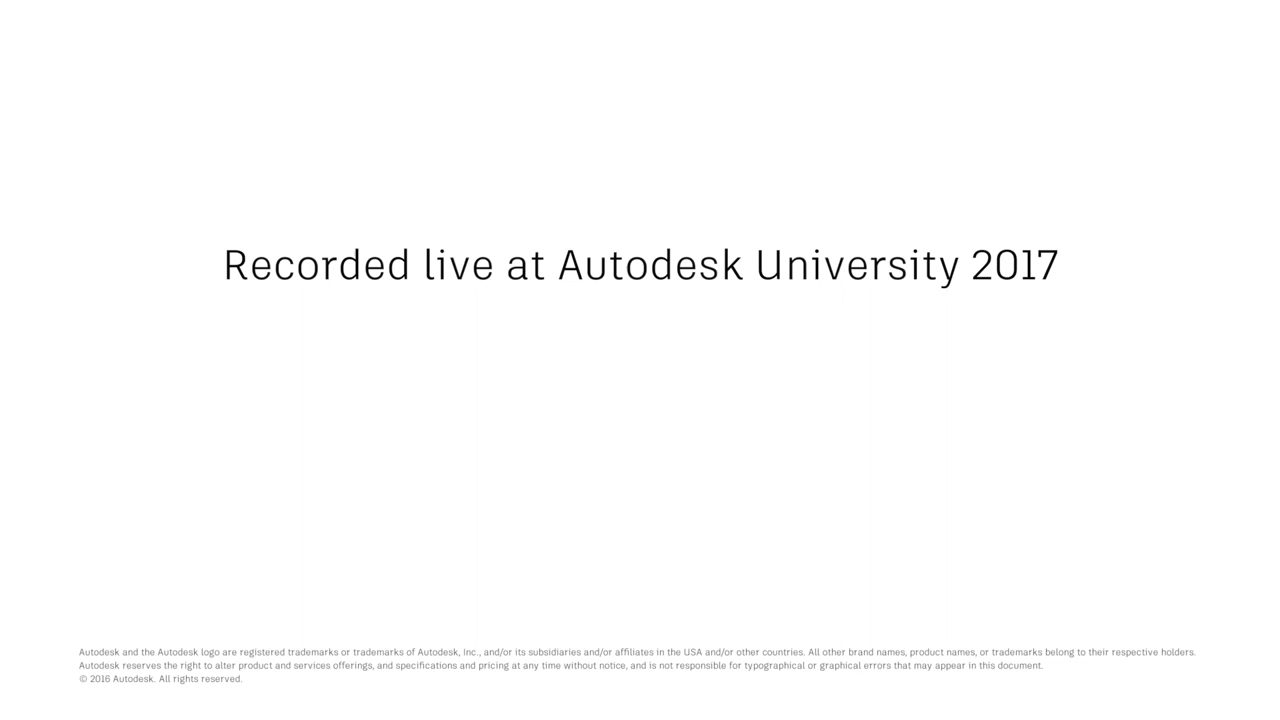 Recorded live at Autodesk University 2017
Autodesk and the Autodesk logo are registered trademarks or trademarks of Autodesk, Inc., and/or its subsidiaries and/or affiliates in the USA and/or other countries. All other brand names, product names, or trademarks belong to their respective holders.
Autodesk reserves the right to alter product and services offerings, and specifications and pricing at any time without notice, and is not responsible for typographical or graphical errors that may appear in this document.
© 2016 Autodesk. All rights reserved.